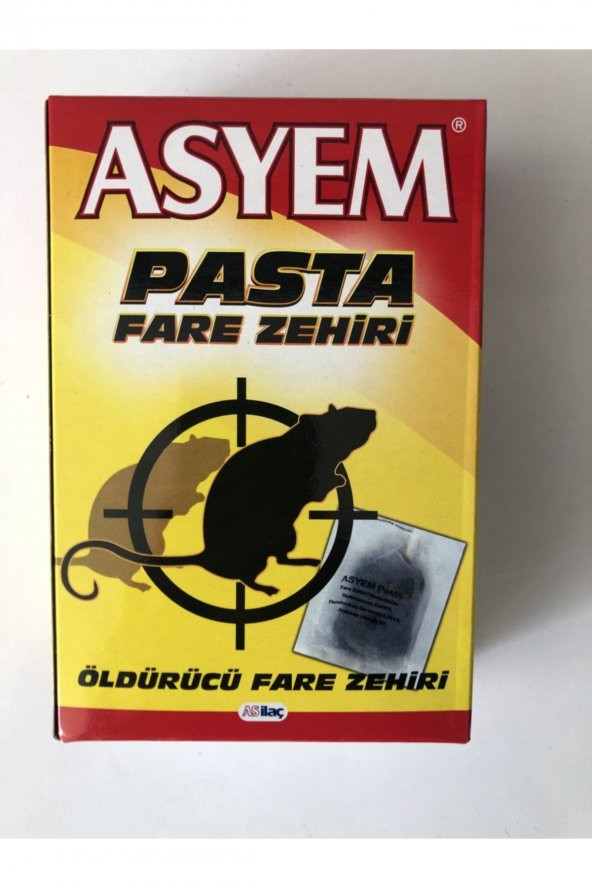 ASYEM®
PASTA
FARE ZEHİRİ
ASYEM Pasta
ÖLDÜRÜCÜ FARE ZEHİRİ
ASilaç